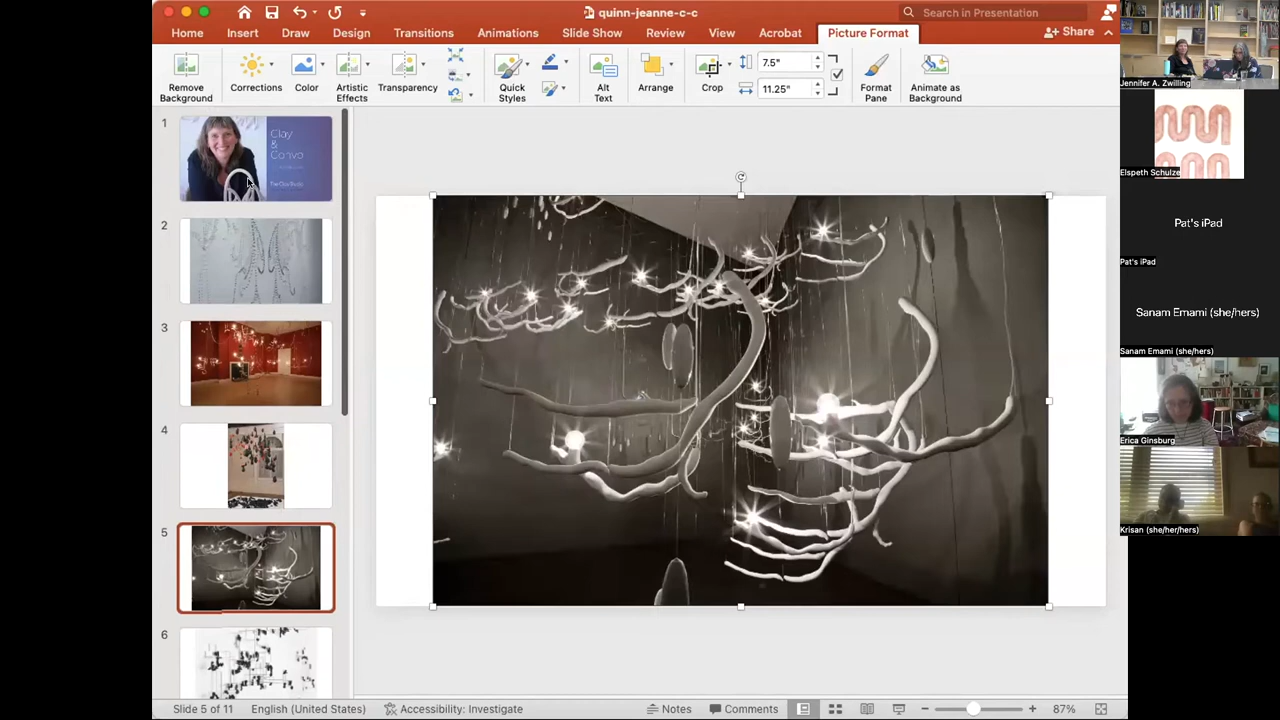 quinn-jeanne-c-c
Search in Presentation
Home Insert Draw Design Transitions Animations Slide Show Review View Acrobat Picture Format Share
Remove Background
Corrections
Color
Artistic Effects
Transparency
Quick Styles
Alt Text
Arrange
Crop
7.5"
11.25"
Format Pane
Animate as Background
1
Clay
&
Convo
2
3
4
5
6
Slide 5 of 11 English (United States) Accessibility: Investigate Notes Comments 87%
Jennifer A. Zwilling
Elspeth Schulze
Pat's iPad
Pat's iPad
Sanam Emami (she/hers)
Sanam Emami (she/hers)
Erica Ginsburg
Krisan (she/her/hers)